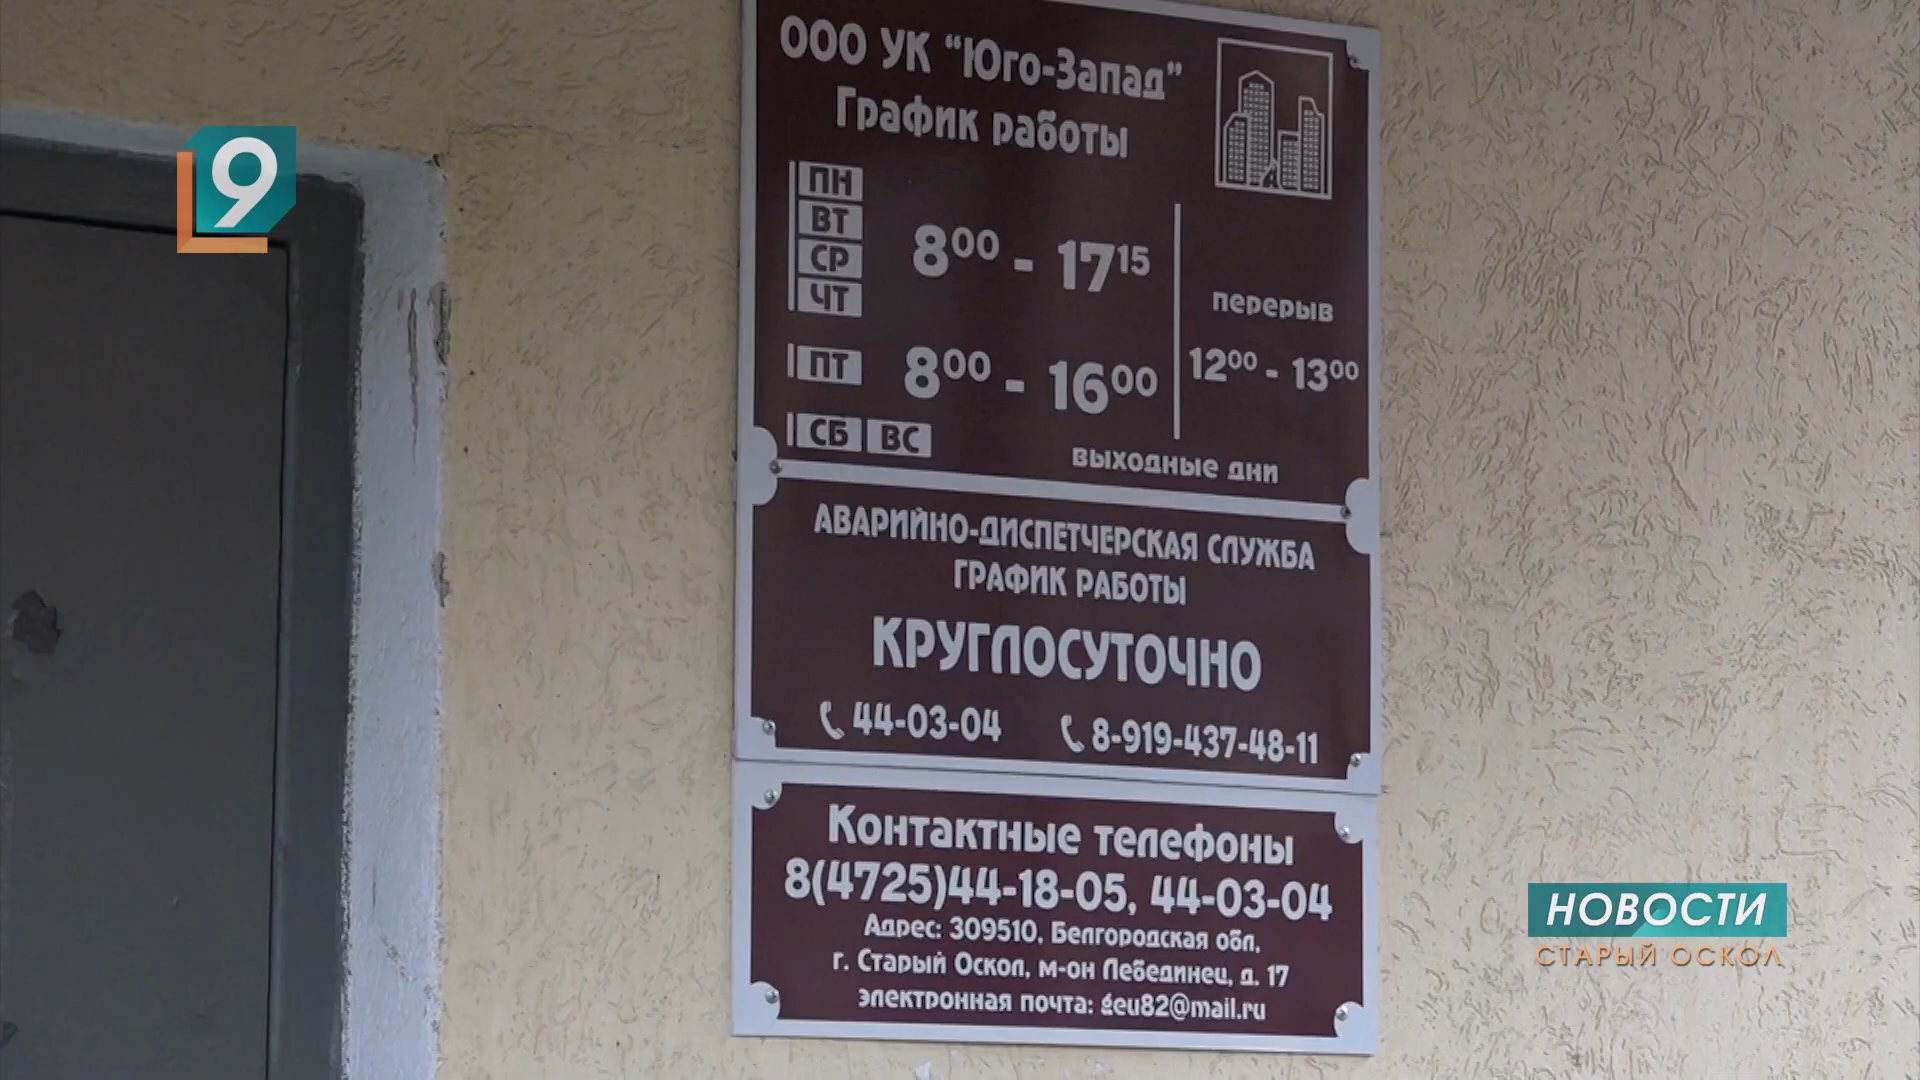 9
ООО УК “Юго-Запад”
График работы
ПН
ВТ
СР
ЧТ
8⁰⁰ - 17¹⁵
ПТ
8⁰⁰ - 16⁰⁰
перерыв
12⁰⁰ - 13⁰⁰
СБ ВС
выходные дни
АВАРИЙНО-ДИСПЕТЧЕРСКАЯ СЛУЖБА
ГРАФИК РАБОТЫ
КРУГЛОСУТОЧНО
44-03-04 8-919-437-48-11
Контактные телефоны
8(4725)44-18-05, 44-03-04
Адрес: 309510, Белгородская обл,
г. Старый Оскол, м-он Лебединец, д. 17
электронная почта: geu82@mail.ru
НОВОСТИ
СТАРЫЙ ОСКОЛ